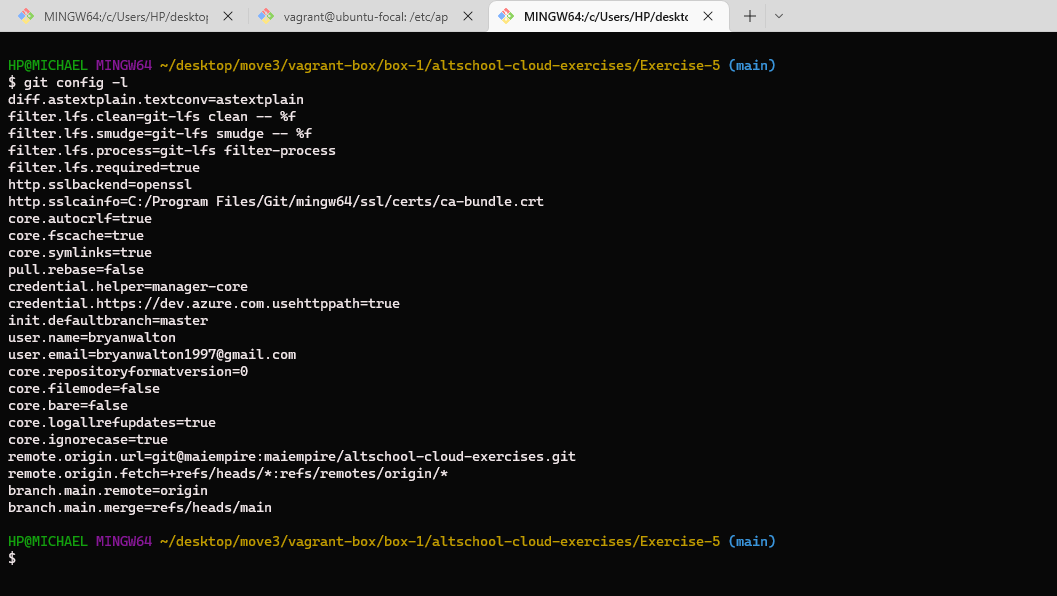 MINGW64:/c/Users/HP/desktop
vagrant@ubuntu-focal: /etc/ap
MINGW64:/c/Users/HP/deskto
HP@MICHAEL MINGW64 ~/desktop/move3/vagrant-box/box-1/altschool-cloud-exercises/Exercise-5 (main)
$ git config -l
diff.astextplain.textconv=astextplain
filter.lfs.clean=git-lfs clean -- %f
filter.lfs.smudge=git-lfs smudge -- %f
filter.lfs.process=git-lfs filter-process
filter.lfs.required=true
http.sslbackend=openssl
http.sslcainfo=C:/Program Files/Git/mingw64/ssl/certs/ca-bundle.crt
core.autocrlf=true
core.fscache=true
core.symlinks=true
pull.rebase=false
credential.helper=manager-core
credential.https://dev.azure.com.usehttppath=true
init.defaultbranch=master
user.name=bryanwalton
user.email=bryanwalton1997@gmail.com
core.repositoryformatversion=0
core.filemode=false
core.bare=false
core.logallrefupdates=true
core.ignorecase=true
remote.origin.url=git@maiempire:maiempire/altschool-cloud-exercises.git
remote.origin.fetch=+refs/heads/*:refs/remotes/origin/*
branch.main.remote=origin
branch.main.merge=refs/heads/main
HP@MICHAEL MINGW64 ~/desktop/move3/vagrant-box/box-1/altschool-cloud-exercises/Exercise-5 (main)
$